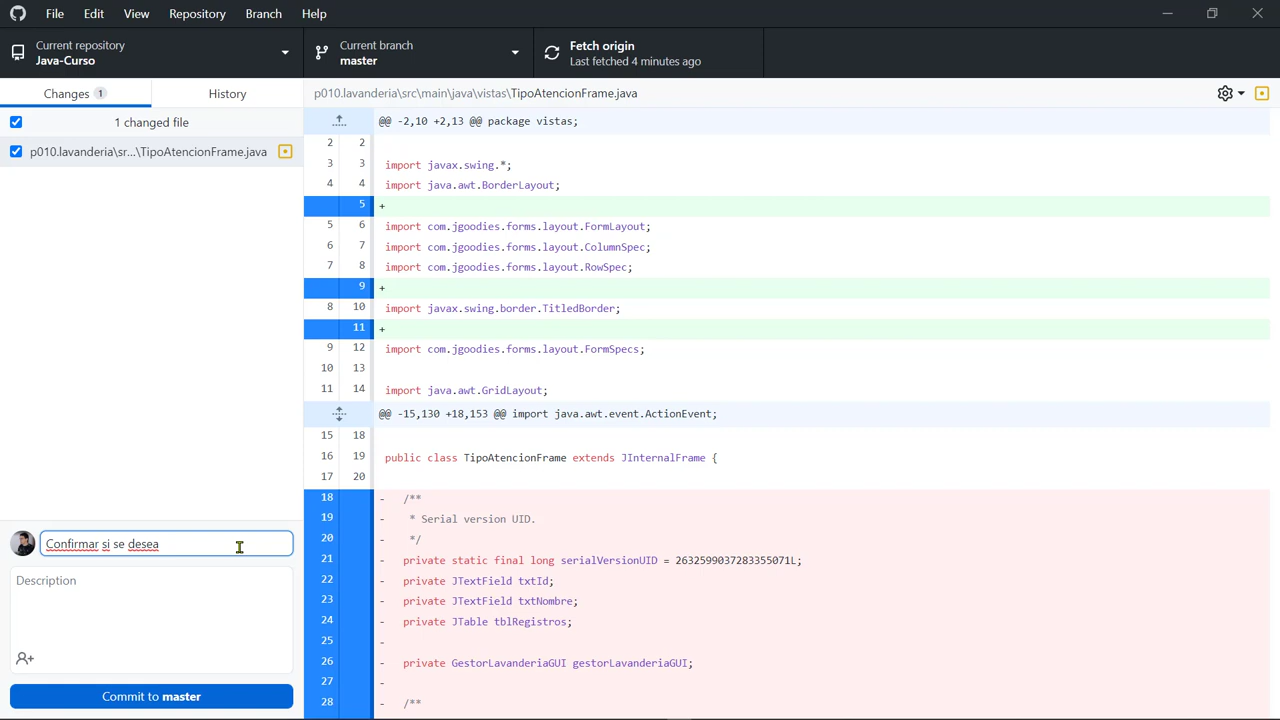 File Edit View Repository Branch Help
Current repository
Java-Curso
Current branch
master
Fetch origin
Last fetched 4 minutes ago
Changes 1
History
p010.lavanderia\src\main\java\vistas\TipoAtencionFrame.java
1 changed file
p010.lavanderia\sr...\TipoAtencionFrame.java
@@ -2,10 +2,13 @@ package vistas;
2 2
3 3 import javax.swing.*;
4 4 import java.awt.BorderLayout;
5 +
5 6 import com.jgoodies.forms.layout.FormLayout;
6 7 import com.jgoodies.forms.layout.ColumnSpec;
7 8 import com.jgoodies.forms.layout.RowSpec;
9 +
8 10 import javax.swing.border.TitledBorder;
11 +
9 12 import com.jgoodies.forms.layout.FormSpecs;
10 13
11 14 import java.awt.GridLayout;
@@ -15,130 +18,153 @@ import java.awt.event.ActionEvent;
15 18
16 19 public class TipoAtencionFrame extends JInternalFrame {
17 20
18 - /**
19 - * Serial version UID.
20 - */
21 - private static final long serialVersionUID = 2632599037283355071L;
22 - private JTextField txtId;
23 - private JTextField txtNombre;
24 - private JTable tblRegistros;
25 -
26 - private GestorLavanderiaGUI gestorLavanderiaGUI;
27 -
28 - /**
Confirmar si se desea
Description
Commit to master